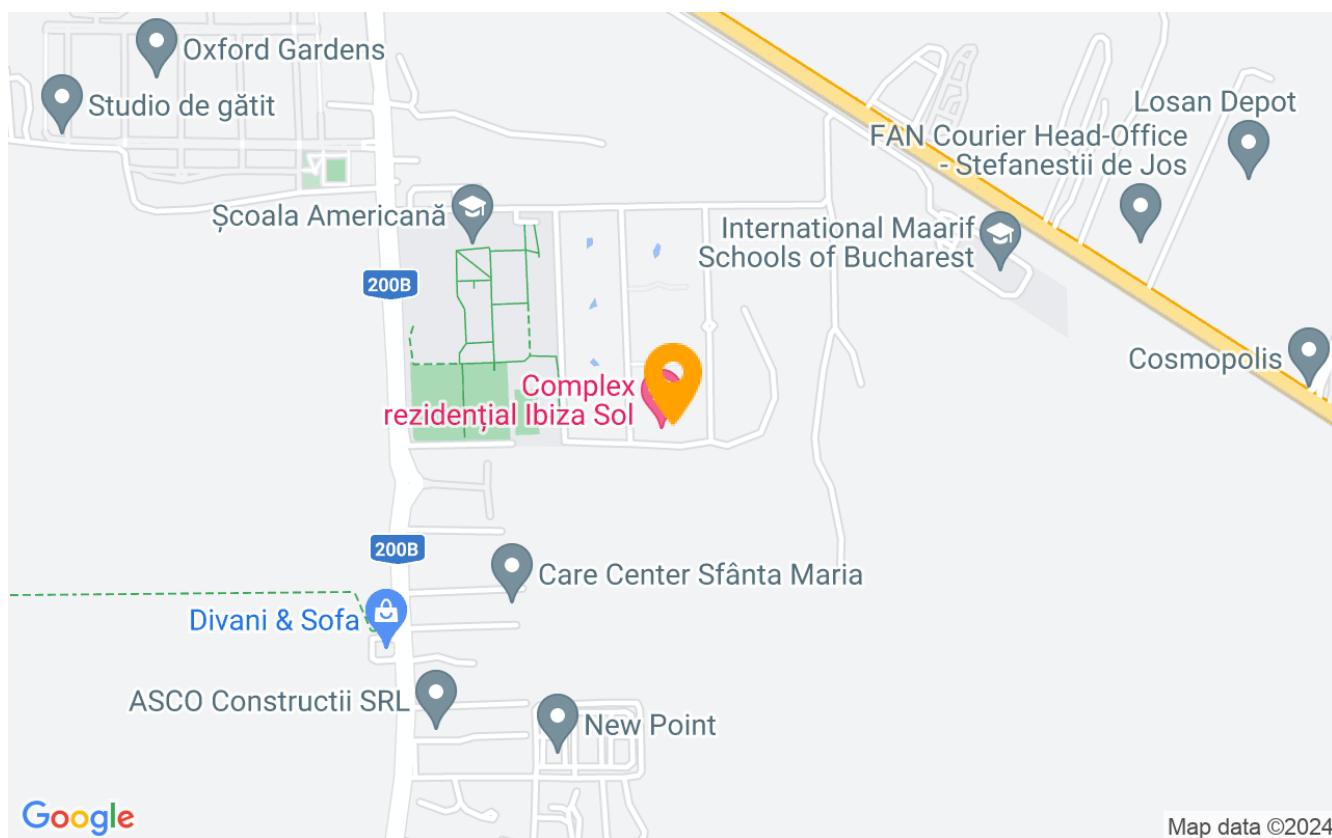 Oxford Gardens
Studio de gătit
Losan Depot
FAN Courier Head-Office
- Stefanestii de Jos
Școala Americană
International Maarif
Schools of Bucharest
200B
Cosmopolis
Complex
rezidențial Ibiza Sol
200B
Care Center Sfânta Maria
Divani & Sofa
ASCO Constructii SRL
New Point
Google
Map data ©2024